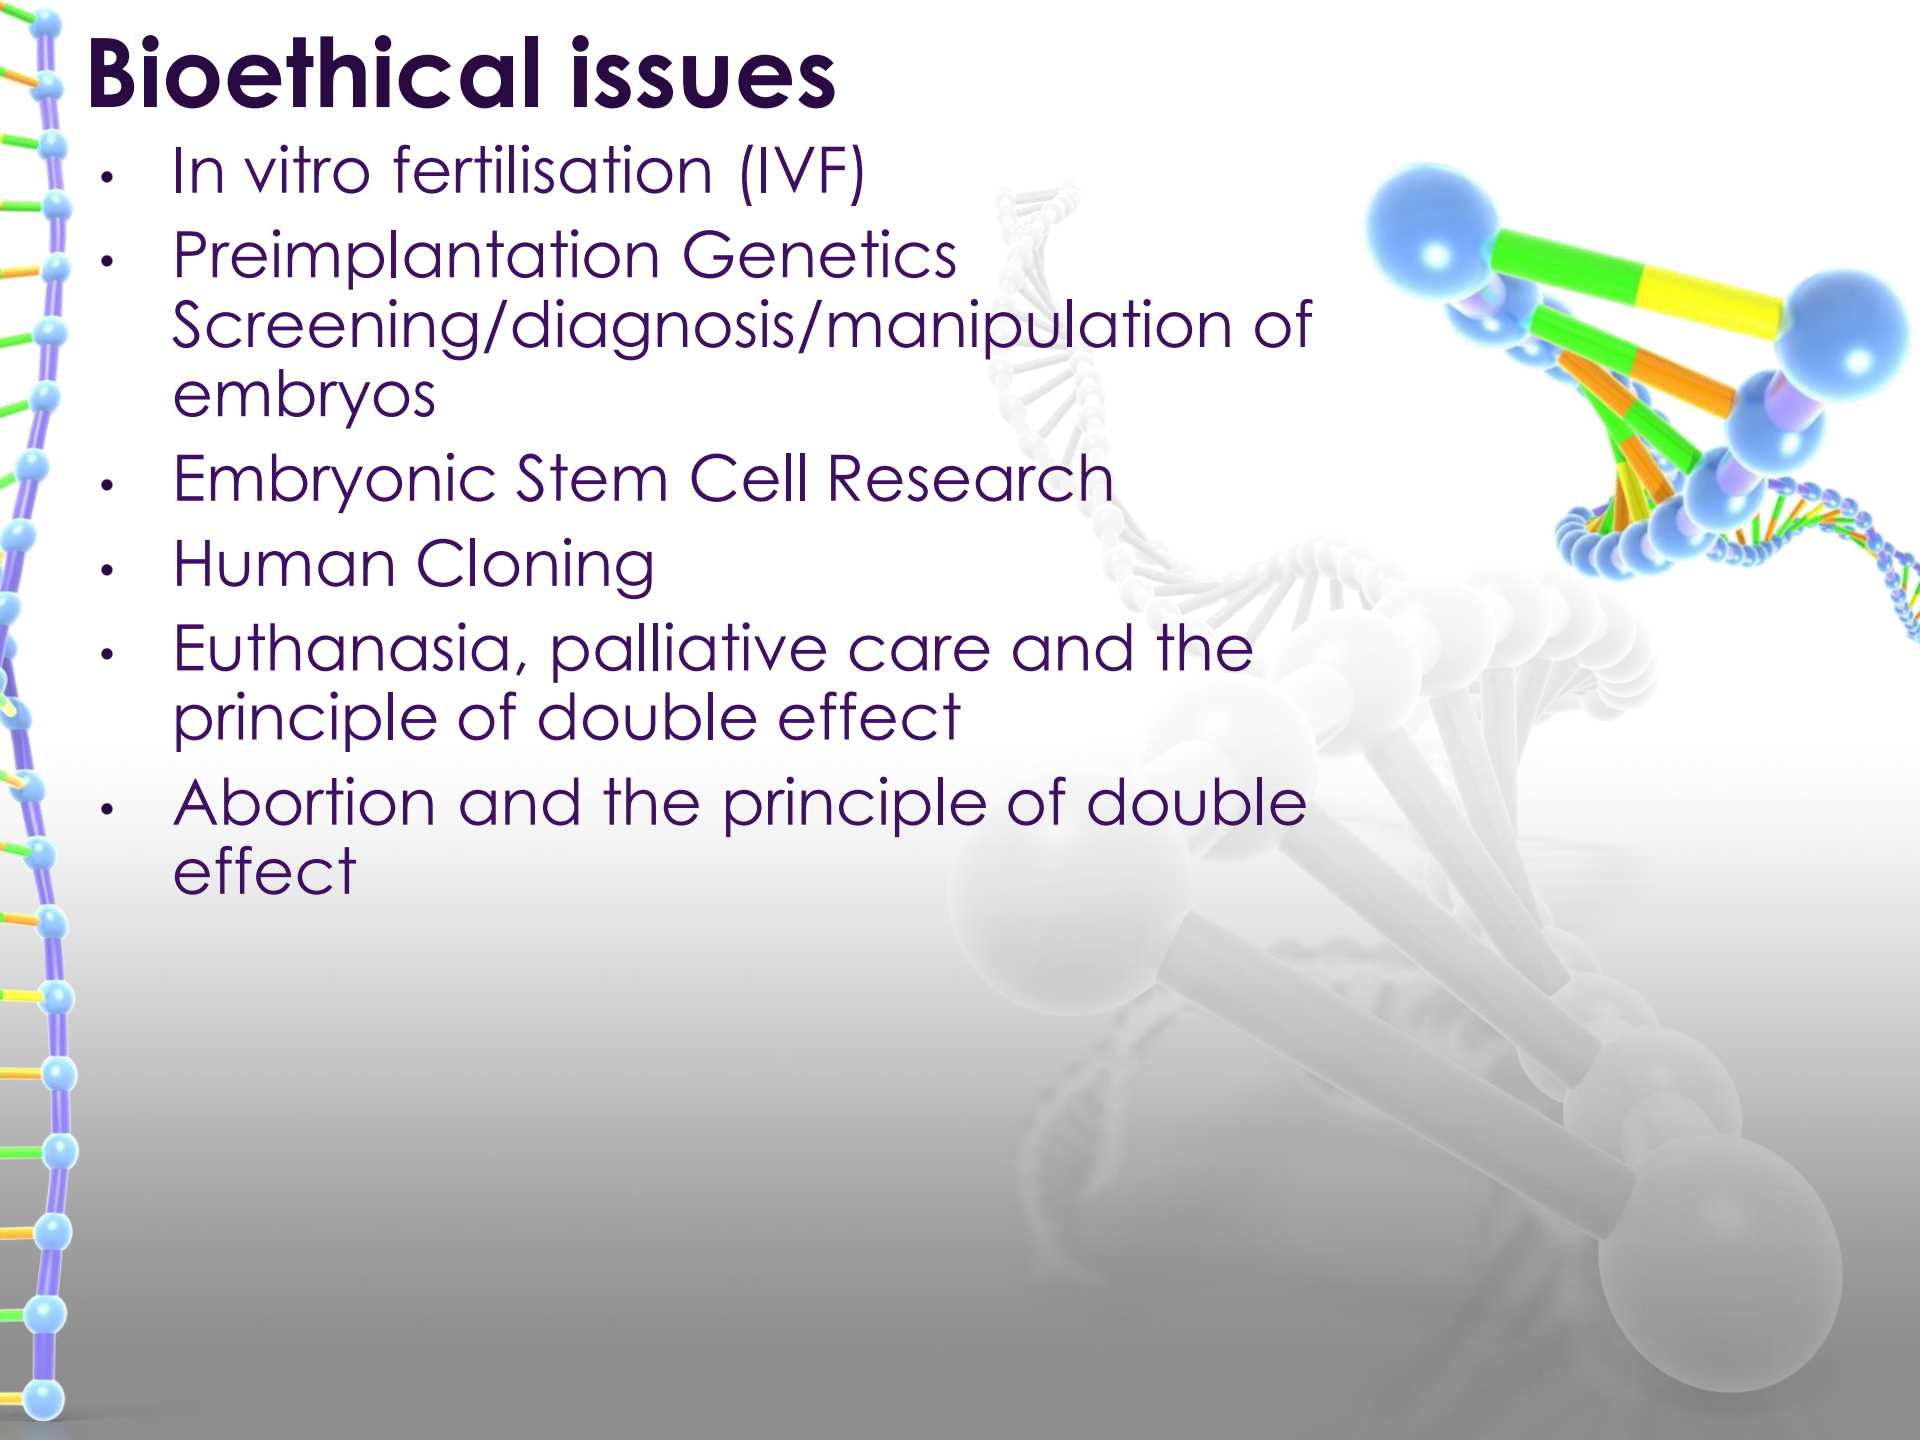 Bioethical issues
• In vitro fertilisation (IVF)
• Preimplantation Genetics
Screening/diagnosis/manipulation of
embryos
• Embryonic Stem Cell Research
• Human Cloning
• Euthanasia, palliative care and the
principle of double effect
• Abortion and the principle of double
effect